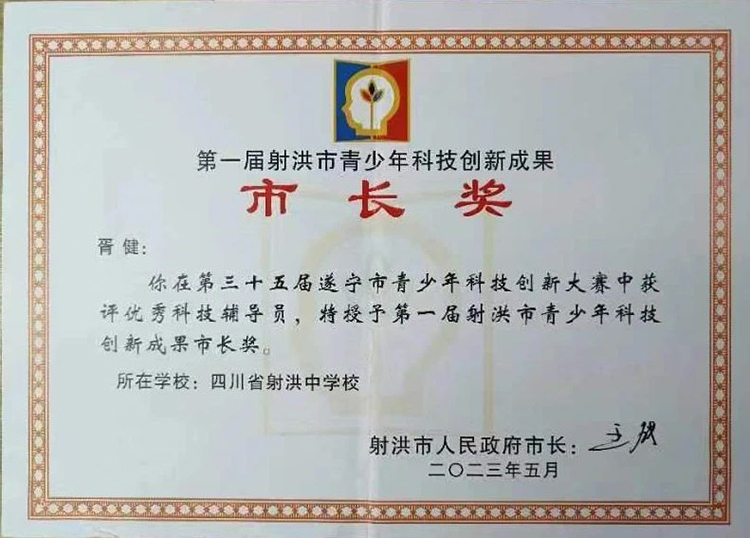 第一届射洪市青少年科技创新成果
市长奖
胥健：
你在第三十五届遂宁市青少年科技创新大赛中获
评优秀科技辅导员，特授予第一届射洪市青少年科技
创新成果市长奖。
所在学校：四川省射洪中学校
射洪市人民政府市长：
二〇二三年五月